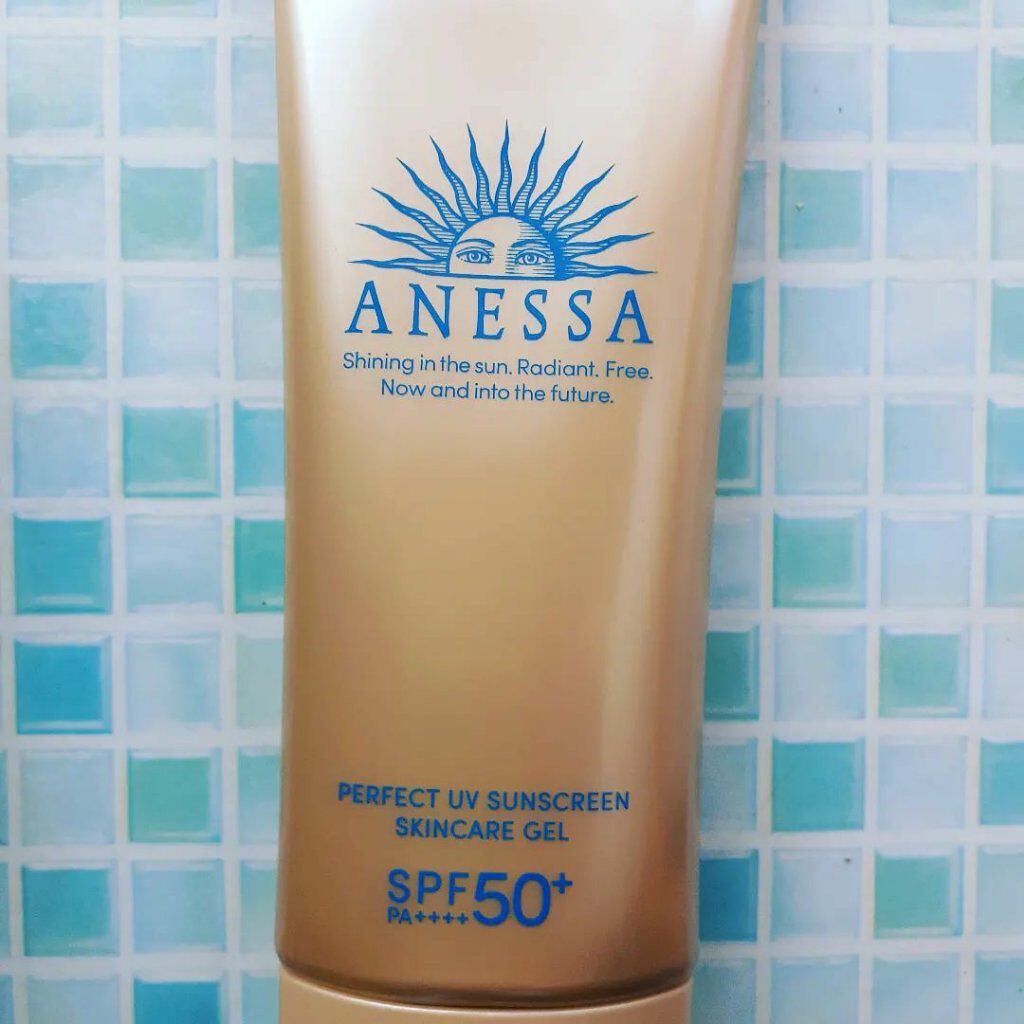 ANESSA
Shining in the sun. Radiant. Free.
Now and into the future.
PERFECT UV SUNSCREEN
SKINCARE GEL
SPF50+
PA++++